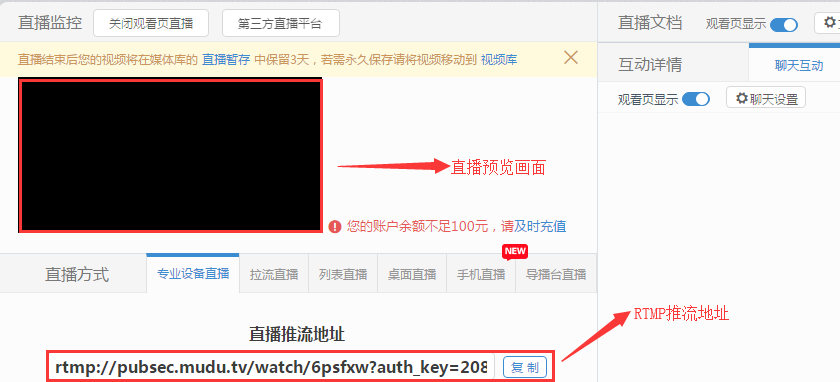 直播监控
关闭观看页直播
第三方直播平台
直播结束后您的视频将在媒体库的 直播暂存 中保留3天，若需永久保存请将视频移动到 视频库
直播预览画面
您的账户余额不足100元，请及时充值
直播方式
专业设备直播
拉流直播
列表直播
桌面直播
手机直播
NEW
导播台直播
直播推流地址
rtmp://pubsec.mudu.tv/watch/6psfxw?auth_key=208
复 制
直播文档
观看页显示
互动详情
聊天互动
观看页显示
聊天设置
RTMP推流地址